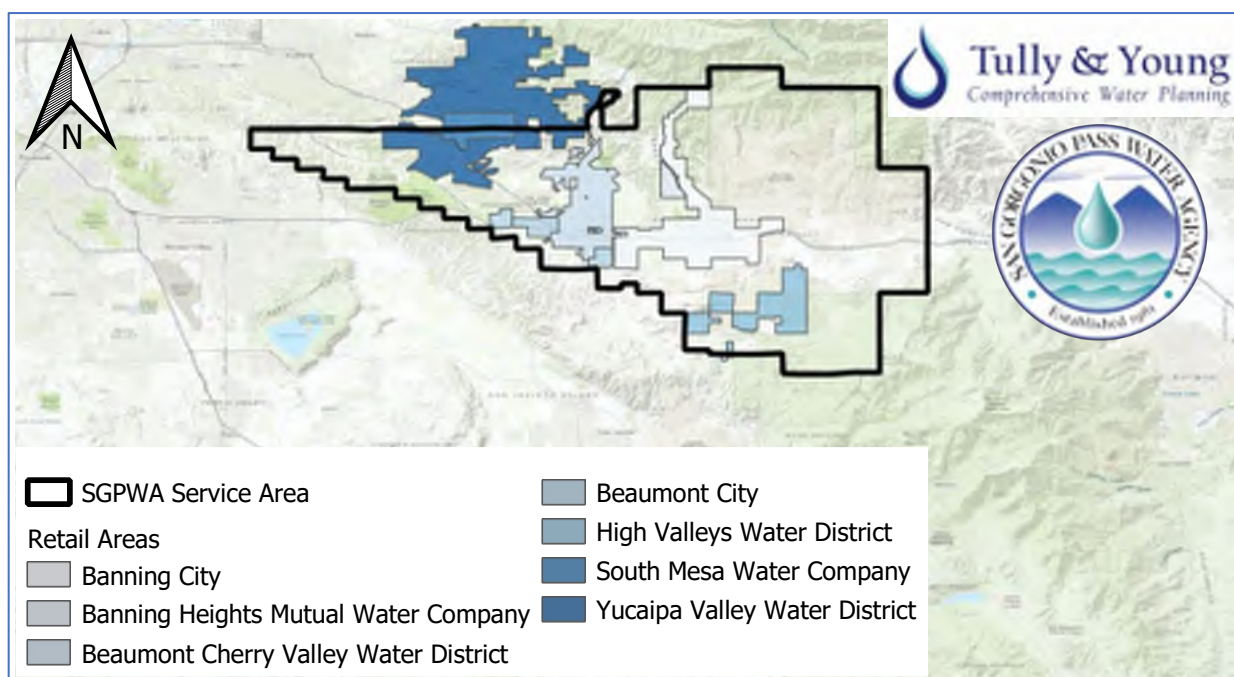 N
Tully & Young
Comprehensive Water Planning
SAN GORGONIO PASS WATER AGENCY
Established 1961
SGPWA Service Area
Retail Areas
Banning City
Banning Heights Mutual Water Company
Beaumont Cherry Valley Water District
Beaumont City
High Valleys Water District
South Mesa Water Company
Yucaipa Valley Water District